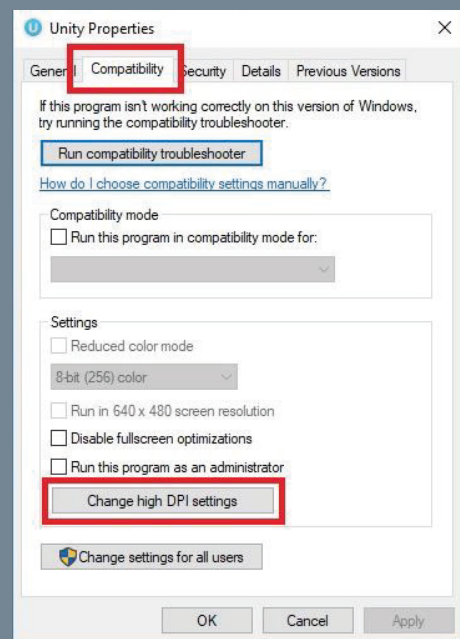 Unity Properties
General Compatibility Security Details Previous Versions
If this program isn't working correctly on this version of Windows,
try running the compatibility troubleshooter.
Run compatibility troubleshooter
How do I choose compatibility settings manually?
Compatibility mode
Run this program in compatibility mode for:
Settings
Reduced color mode
8-bit (256) color
Run in 640 x 480 screen resolution
Disable fullscreen optimizations
Run this program as an administrator
Change high DPI settings
Change settings for all users
OK Cancel Apply